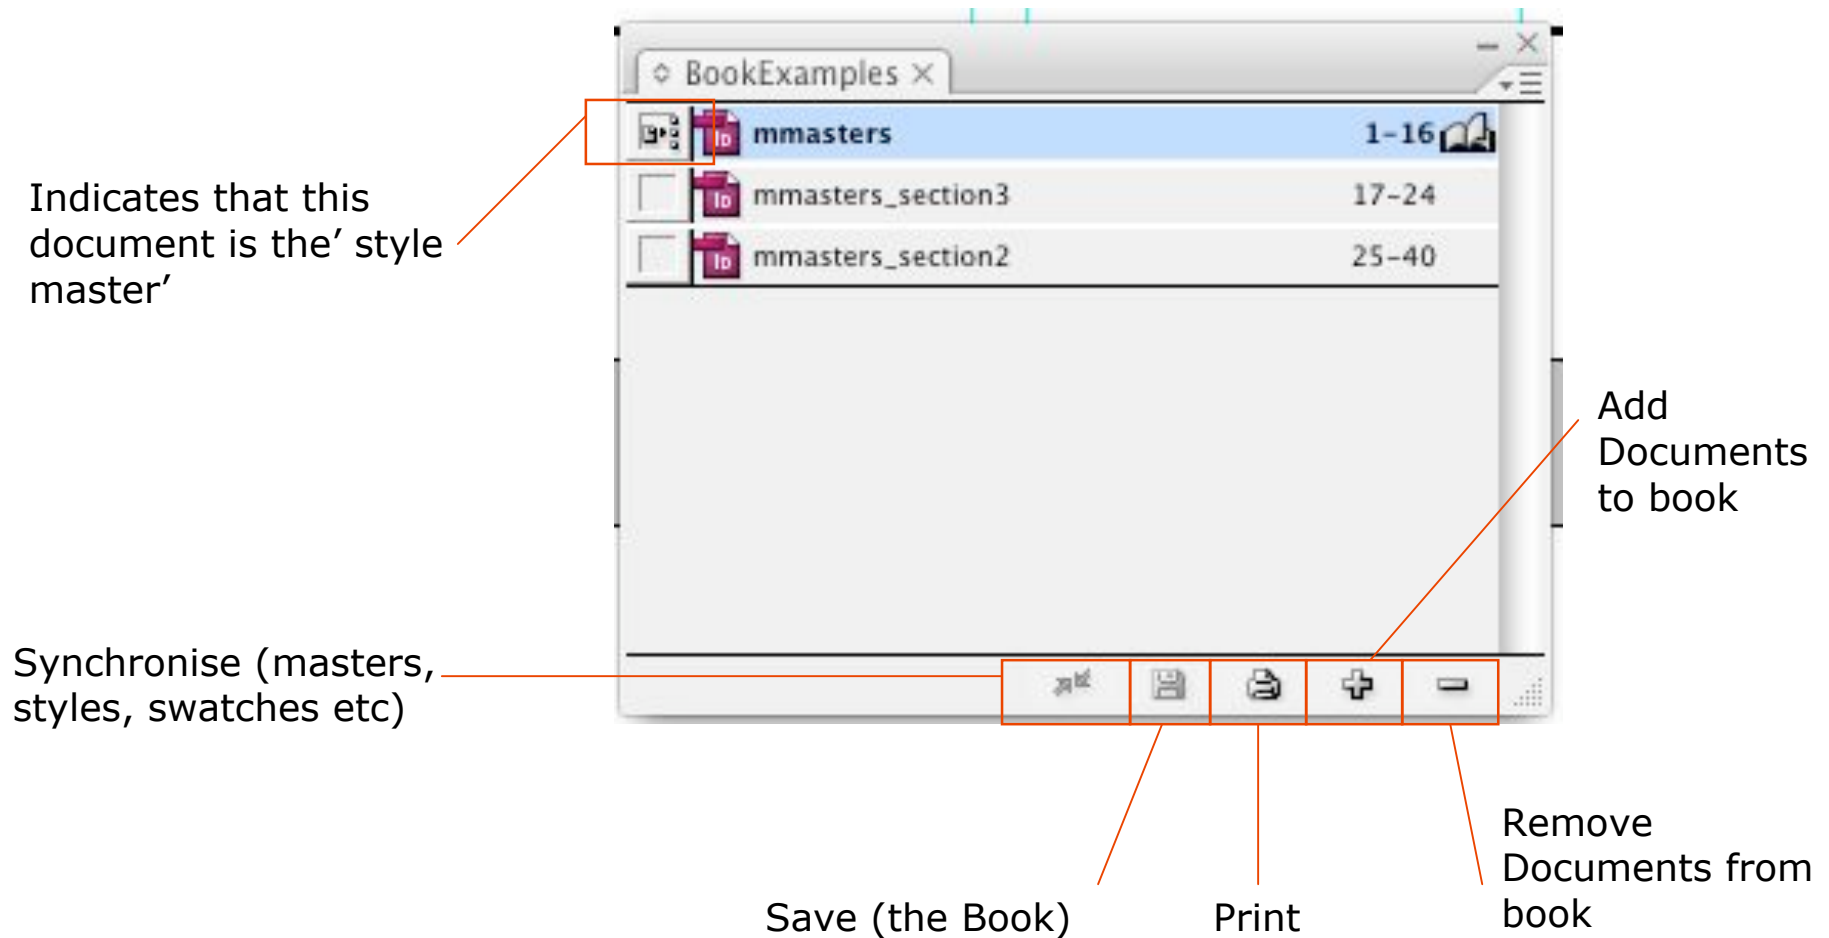 BookExamples
mmasters 1-16
mmasters_section3 17-24
mmasters_section2 25-40
Indicates that this
document is the’ style
master’
Add
Documents
to book
Synchronise (masters,
styles, swatches etc)
Save (the Book)
Print
Remove
Documents from
book